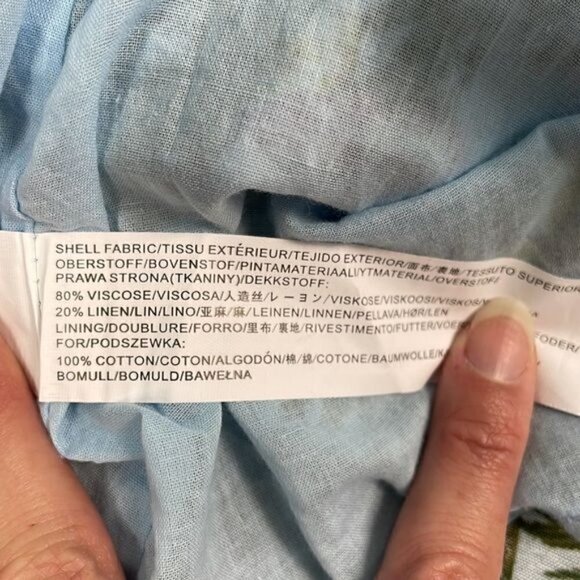 SHELL FABRIC/TISSU EXTÉRIEUR/TEJIDO EXTERIOR/面布/表地/TESSUTO SUPERIOR
OBERSTOFF/BOVENSTOF/PINTAMATERIAALI/YTMATERIAL/OVERSTOF/
PRAWA STRONA(TKANINY)/DEKKSTOFF:
80% VISCOSE/VISCOSA/人造丝/レーヨン/VISKOSE/VISKOOSI/VISKOS/
20% LINEN/LIN/LINO/亚麻/麻/LEINEN/LINNEN/PELLAVA/HØR/LEN
LINING/DOUBLURE/FORRO/里布/裏地/RIVESTIMENTO/FUTTER/ FODER/
FOR/PODSZEWKA:
100% COTTON/COTON/ALGODÓN/棉/綿/COTONE/BAUMWOLLE/
BOMULL/BOMULD/BAWEŁNA